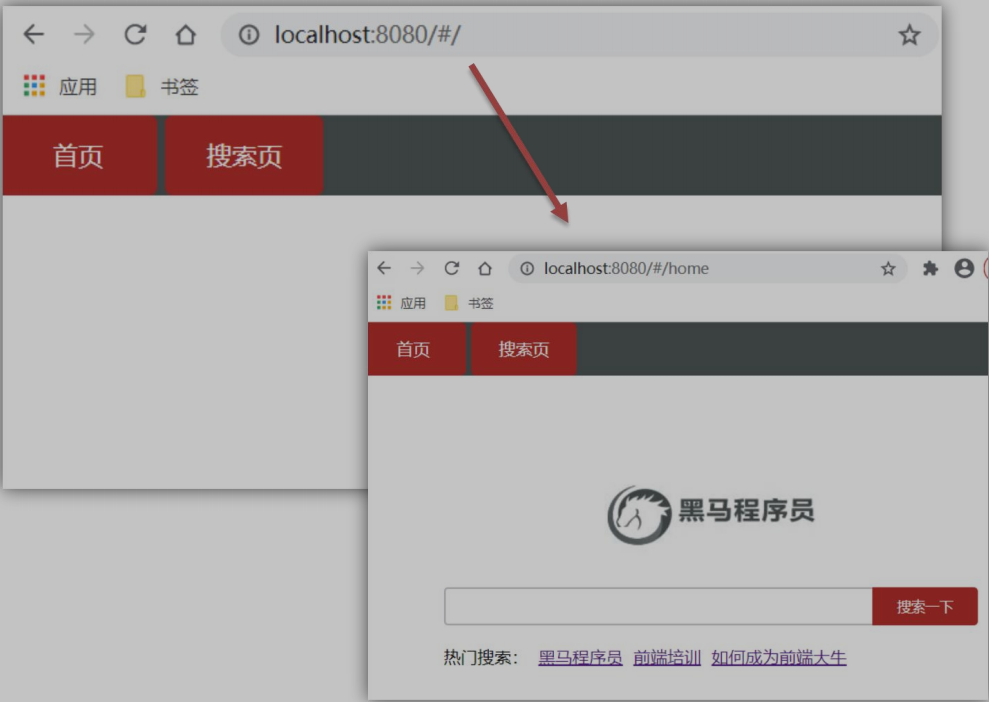 localhost:8080/#/
应用 书签
首页 搜索页
localhost:8080/#/home
应用 书签
首页 搜索页
黑马程序员
搜索一下
热门搜索： 黑马程序员 前端培训 如何成为前端大牛